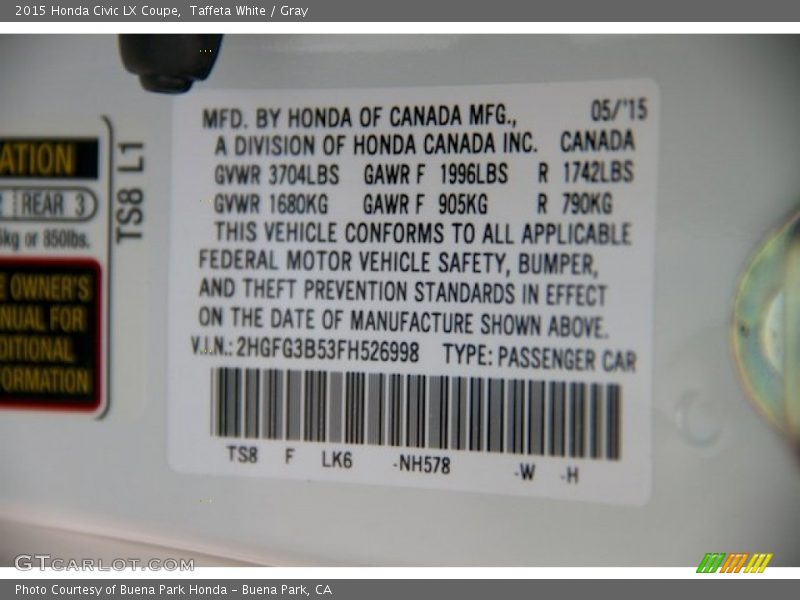 2015 Honda Civic LX Coupe, Taffeta White / Gray
MFD. BY HONDA OF CANADA MFG., 05/'15
A DIVISION OF HONDA CANADA INC. CANADA
GVWR 3704LBS GAWR F 1996LBS R 1742LBS
GVWR 1680KG GAWR F 905KG R 790KG
THIS VEHICLE CONFORMS TO ALL APPLICABLE
FEDERAL MOTOR VEHICLE SAFETY, BUMPER,
AND THEFT PREVENTION STANDARDS IN EFFECT
ON THE DATE OF MANUFACTURE SHOWN ABOVE.
V.I.N.: 2HGFG3B53FH526998 TYPE: PASSENGER CAR
TS8 F LK6 -NH578 -W -H
ATION
REAR 3
kg or 850lbs.
E OWNER'S
NUAL FOR
DITIONAL
ORMATION
TS8 L1
GTCARLOT.COM
Photo Courtesy of Buena Park Honda - Buena Park, CA